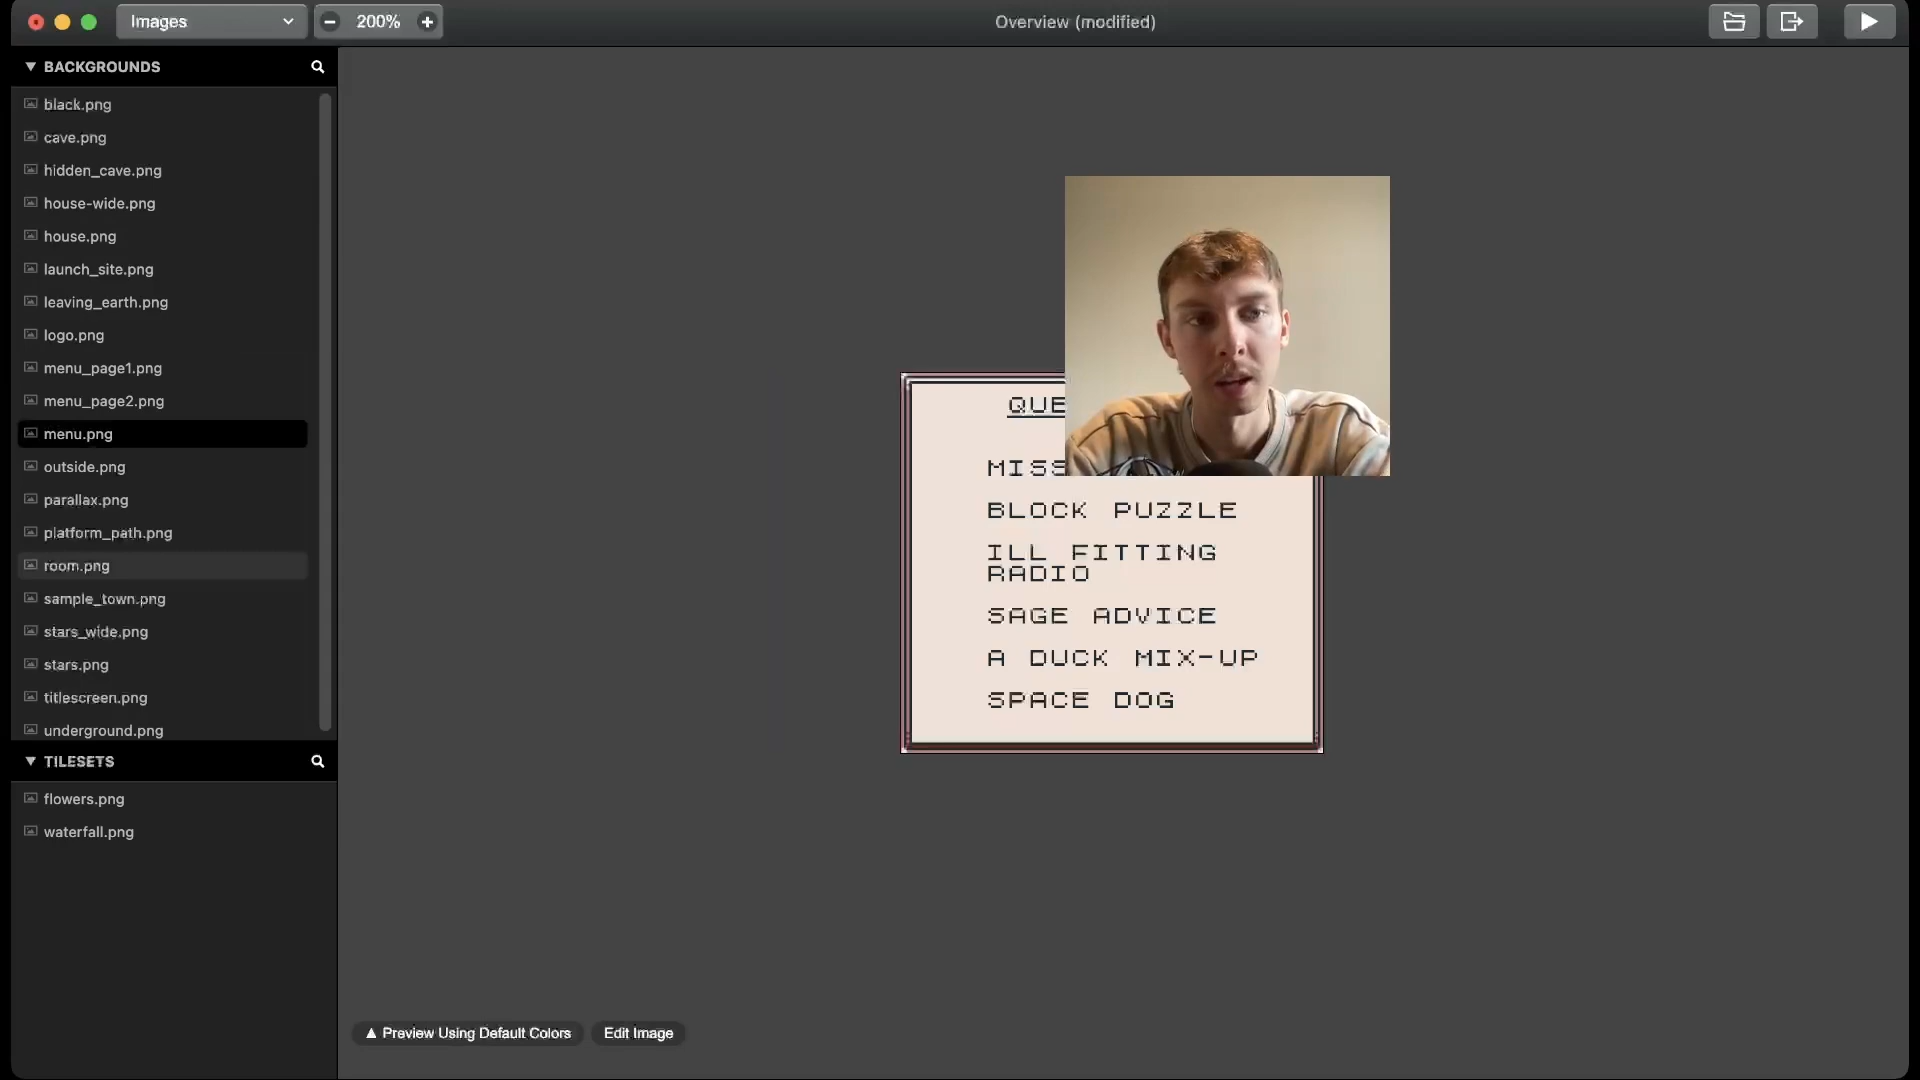 Images
200%
Overview (modified)
BACKGROUNDS
black.png
cave.png
hidden_cave.png
house-wide.png
house.png
launch_site.png
leaving_earth.png
logo.png
menu_page1.png
menu_page2.png
menu.png
outside.png
parallax.png
platform_path.png
room.png
sample_town.png
stars_wide.png
stars.png
titlescreen.png
underground.png
TILESETS
flowers.png
waterfall.png
QUE
MISS
BLOCK PUZZLE
ILL FITTING
RADIO
SAGE ADVICE
A DUCK MIX-UP
SPACE DOG
Preview Using Default Colors
Edit Image